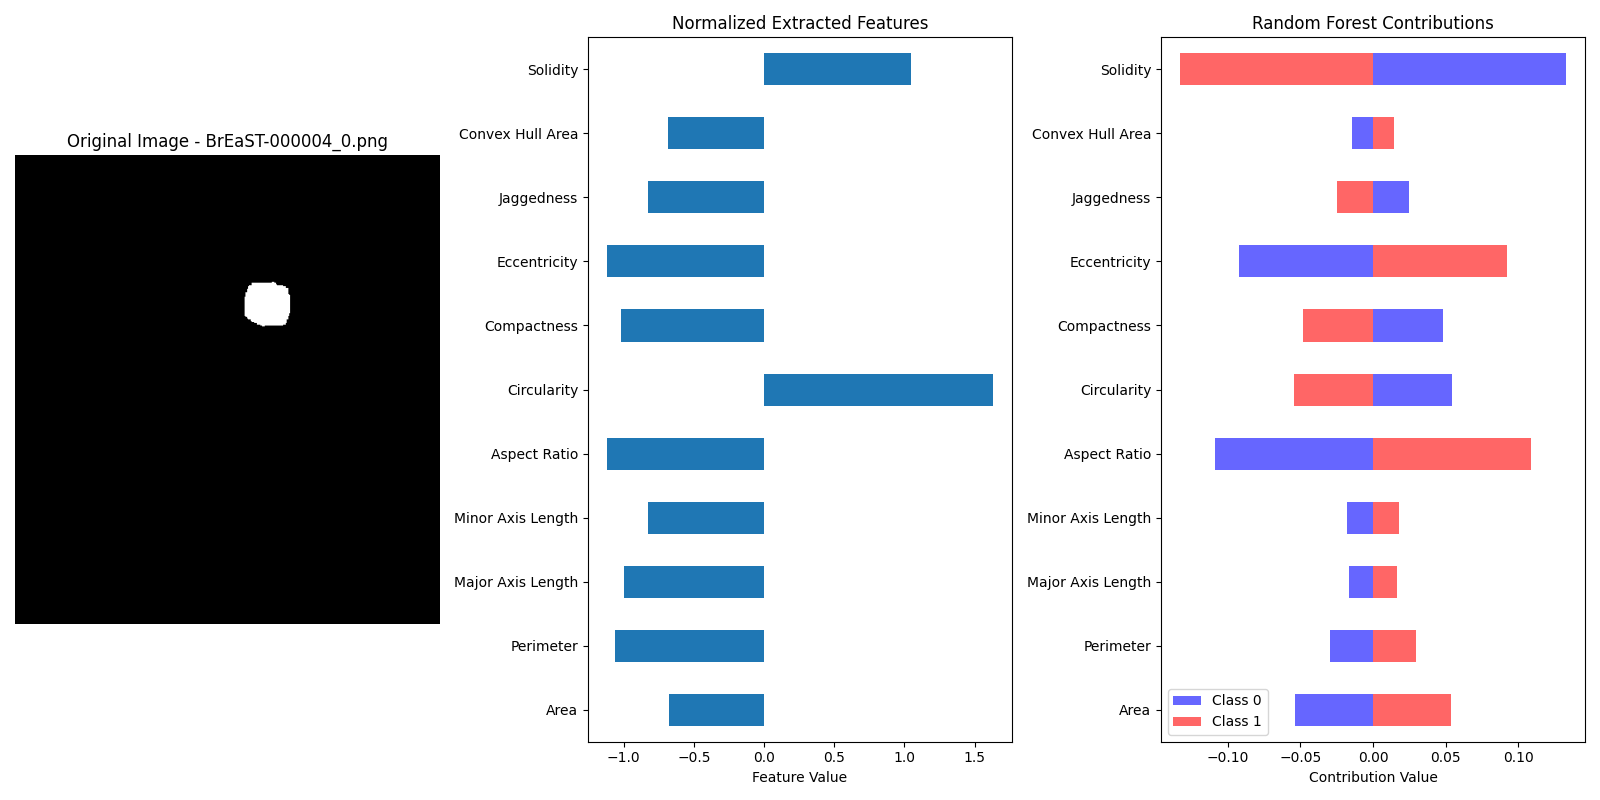 Original Image - BrEaST-000004_0.png
Normalized Extracted Features
Solidity
Convex Hull Area
Jaggedness
Eccentricity
Compactness
Circularity
Aspect Ratio
Minor Axis Length
Major Axis Length
Perimeter
Area
−1.0 −0.5 0.0 0.5 1.0 1.5
Feature Value
Random Forest Contributions
Solidity
Convex Hull Area
Jaggedness
Eccentricity
Compactness
Circularity
Aspect Ratio
Minor Axis Length
Major Axis Length
Perimeter
Area
Class 0
Class 1
−0.10 −0.05 0.00 0.05 0.10
Contribution Value